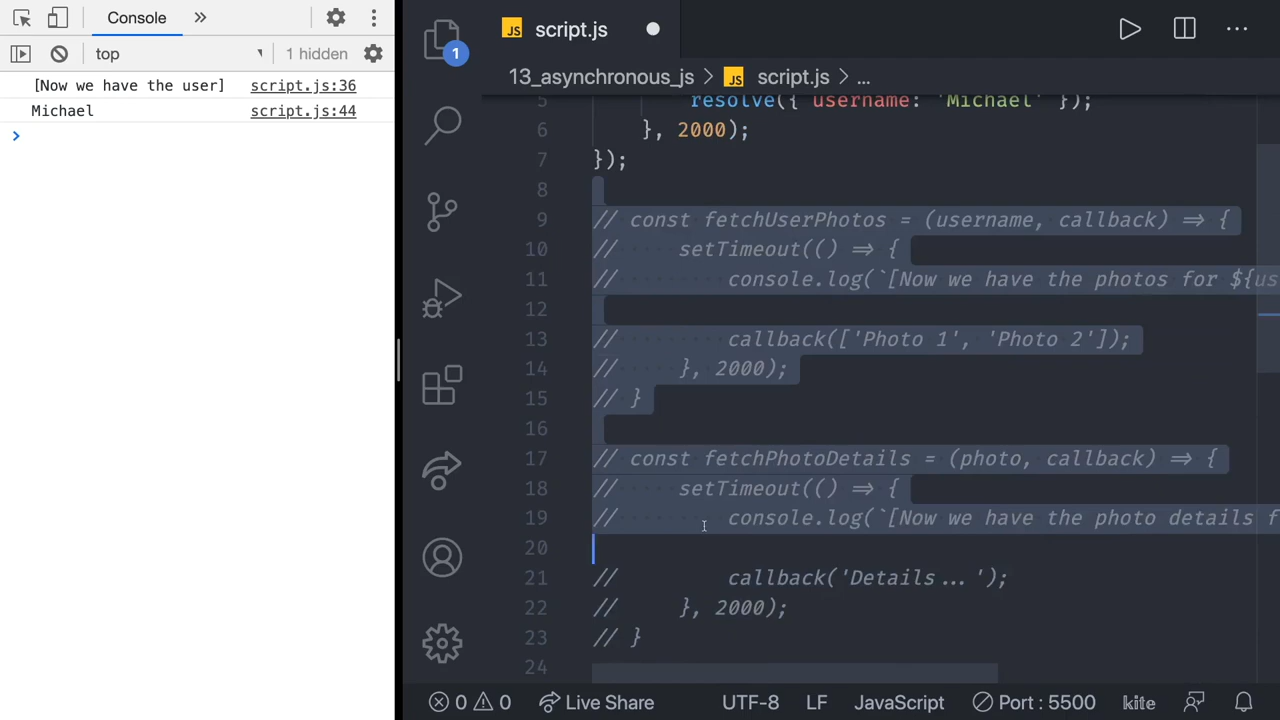 Console
top
1 hidden
[Now we have the user] script.js:36
Michael script.js:44
1
JS script.js
13_asynchronous_js > JS script.js > ...
5 resolve({ username: 'Michael' });
6 }, 2000);
7 });
8
9 // const fetchUserPhotos = (username, callback) => {
10 // setTimeout(() => {
11 // console.log(`[Now we have the photos for ${us
12
13 // callback(['Photo 1', 'Photo 2']);
14 // }, 2000);
15 // }
16
17 // const fetchPhotoDetails = (photo, callback) => {
18 // setTimeout(() => {
19 // console.log(`[Now we have the photo details f
20
21 // callback('Details...');
22 // }, 2000);
23 // }
24
0 0 Live Share UTF-8 LF JavaScript Port : 5500 kite